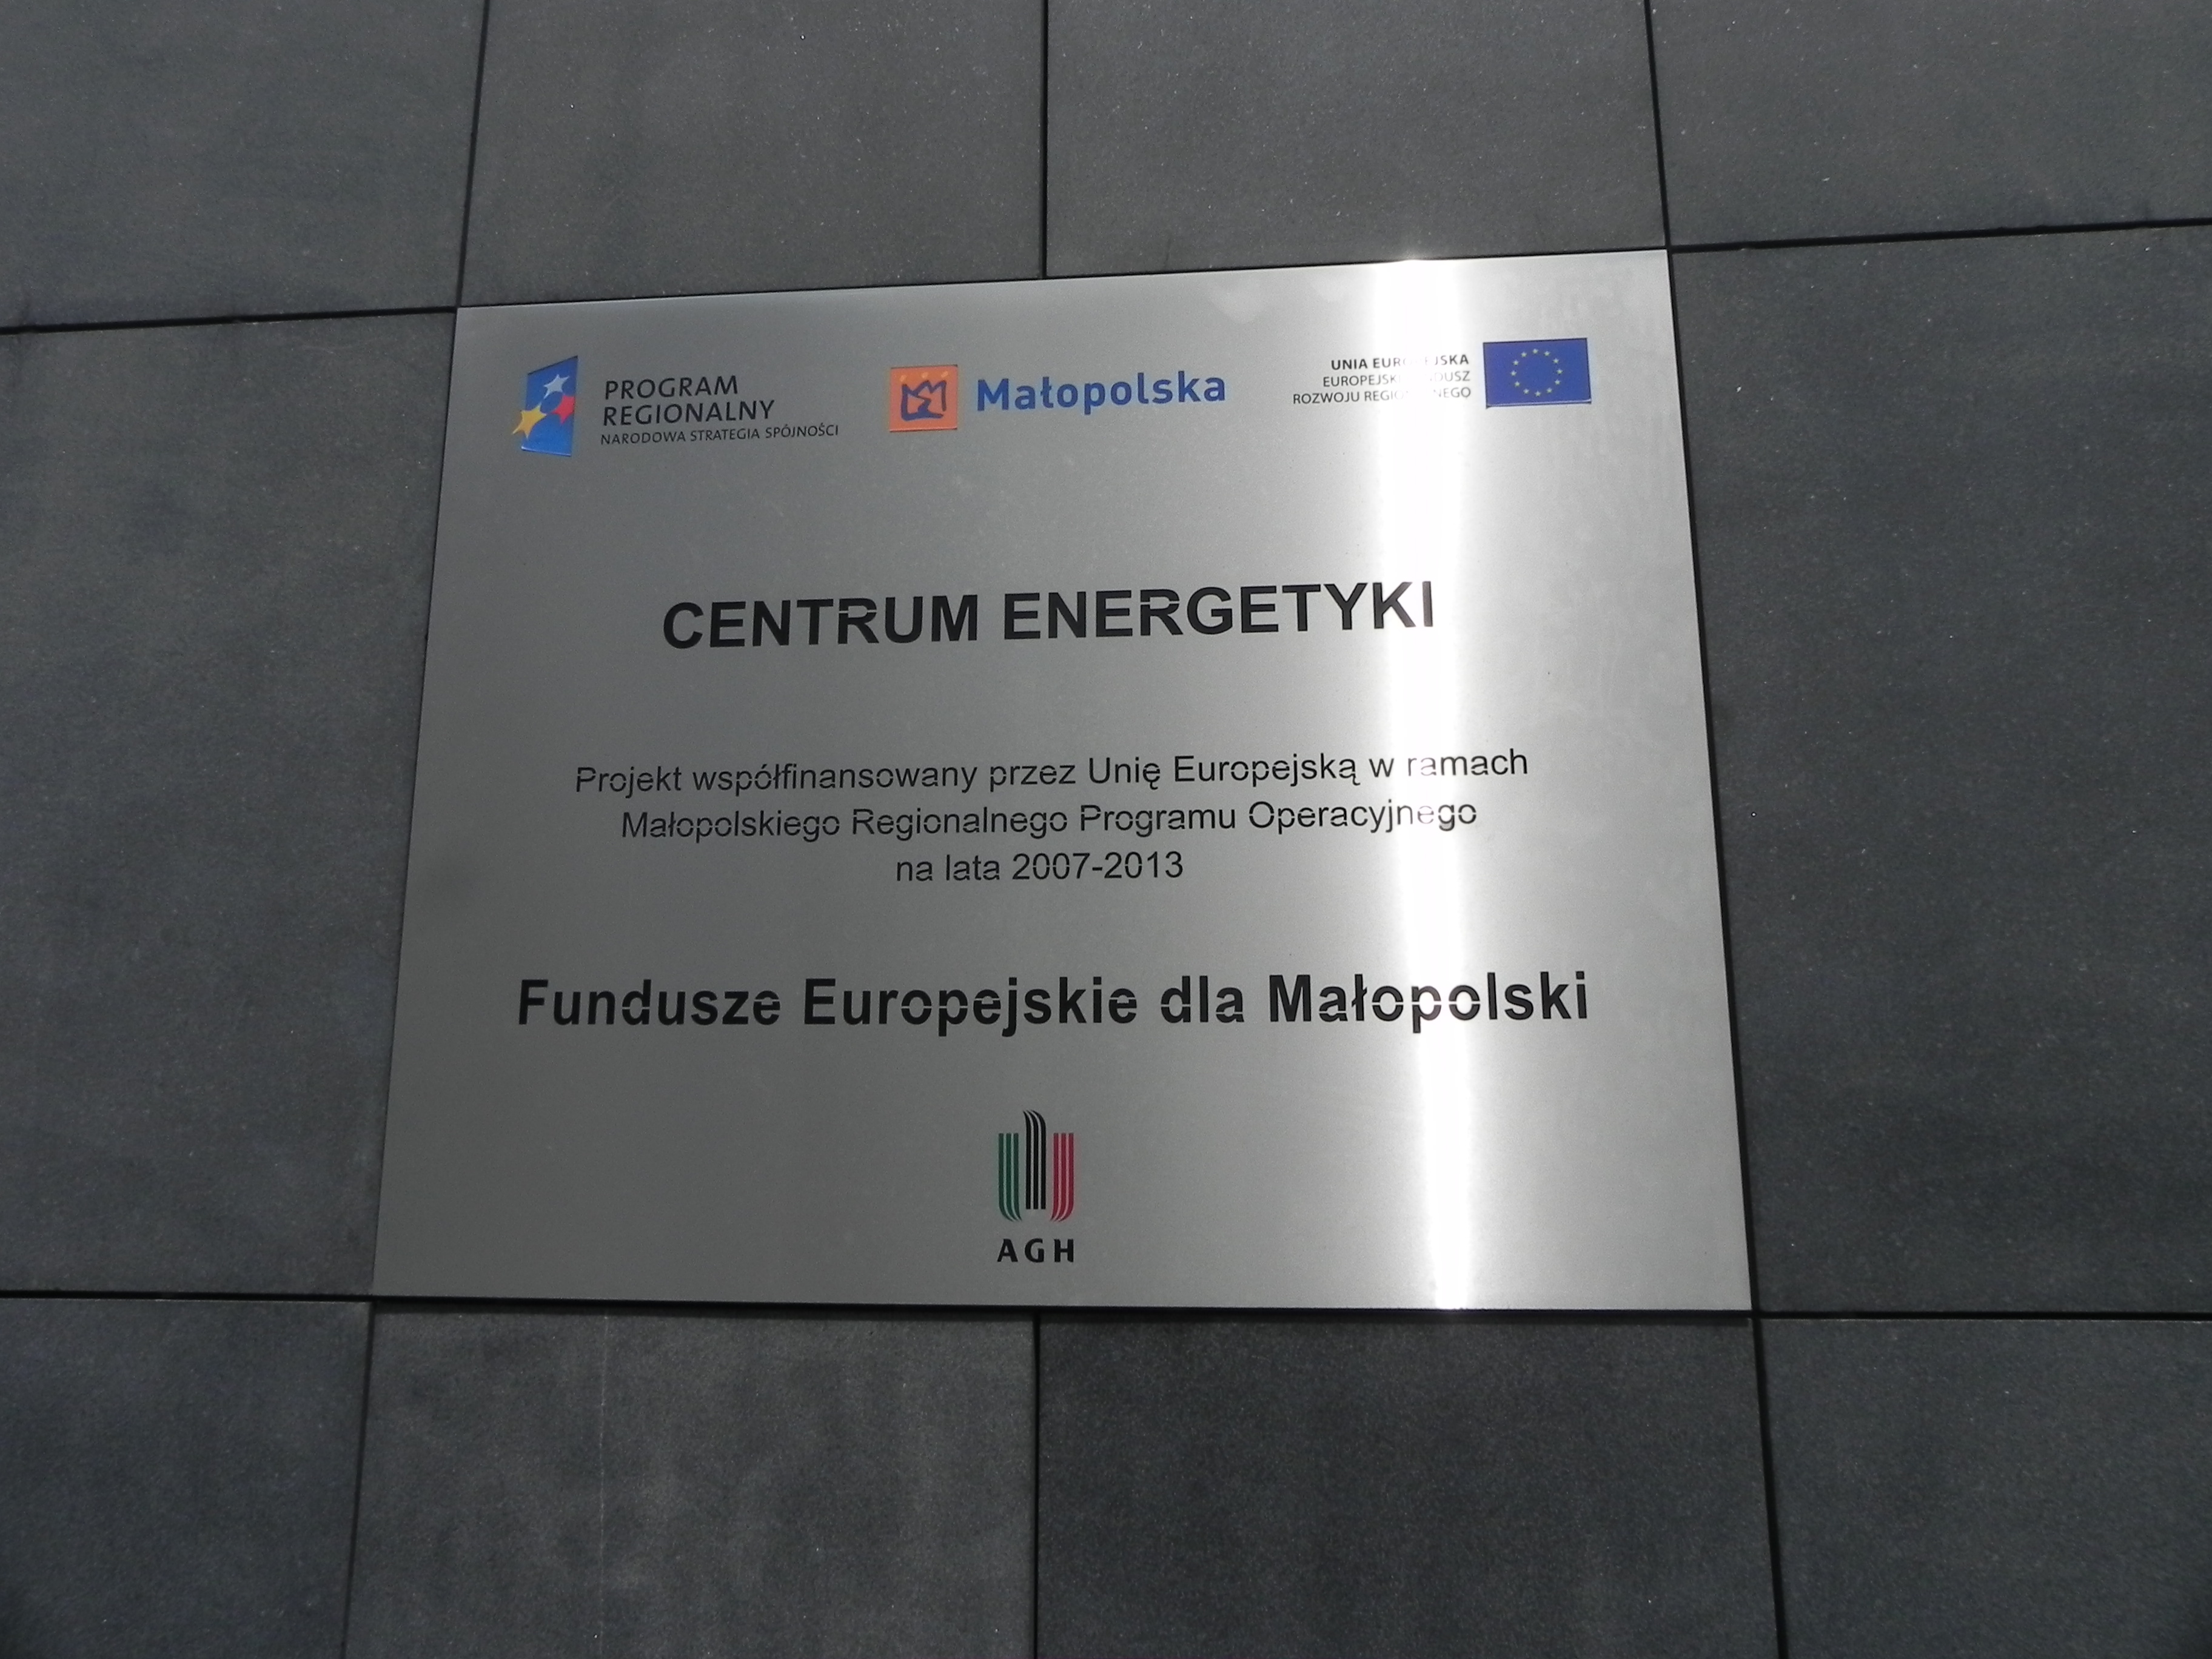 PROGRAM
REGIONALNY
NARODOWA STRATEGIA SPÓJNOŚCI
Małopolska
UNIA
ROZWOJU
CENTRUM ENERGETYKI
Projekt współfinansowany przez Unię Europejską w ramach
Małopolskiego Regionalnego Programu Operacyjnego
na lata 2007-2013
Fundusze Europejskie dla Małopolski
AGH